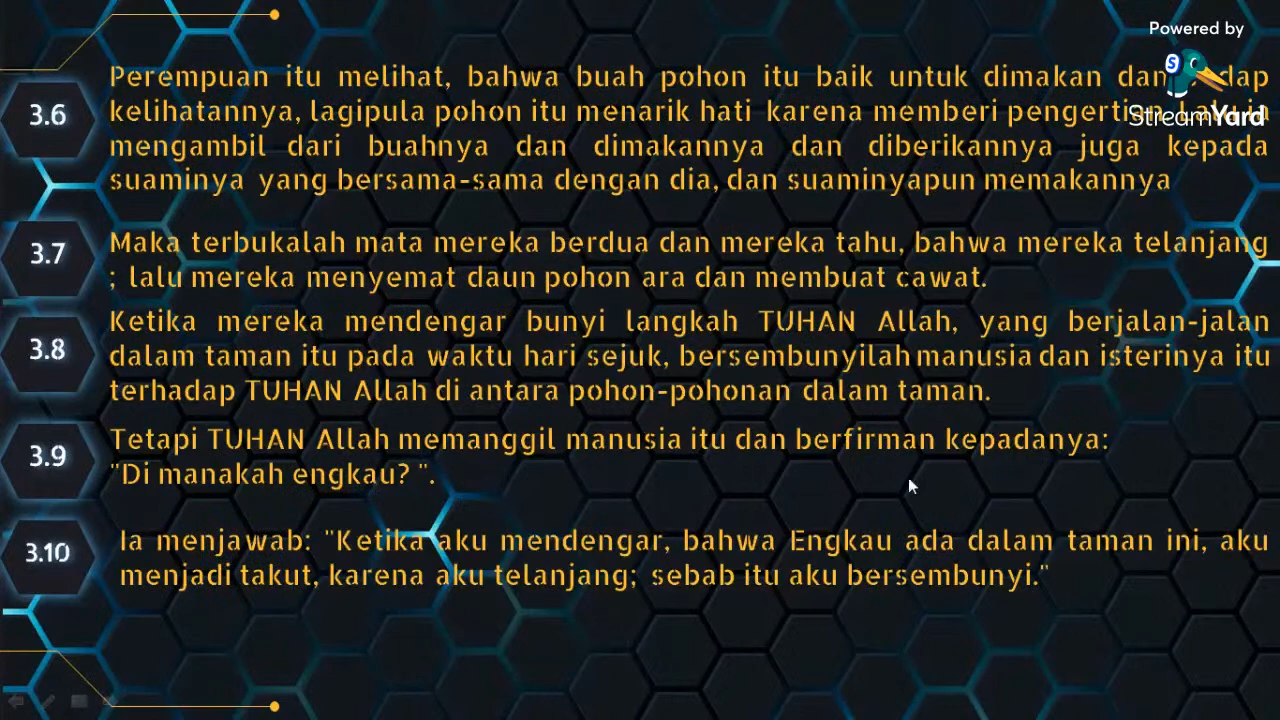 Powered by
StreamYard
3.6
Perempuan itu melihat, bahwa buah pohon itu baik untuk dimakan dan
kelihatannya, lagipula pohon itu menarik hati karena memberi pengertian.
mengambil dari buahnya dan dimakannya dan diberikannya juga kepada
suaminya yang bersama-sama dengan dia, dan suaminyapun memakannya
3.7
Maka terbukalah mata mereka berdua dan mereka tahu, bahwa mereka telanjang
; lalu mereka menyemat daun pohon ara dan membuat cawat.
3.8
Ketika mereka mendengar bunyi langkah TUHAN Allah, yang berjalan-jalan
dalam taman itu pada waktu hari sejuk, bersembunyilah manusia dan isterinya itu
terhadap TUHAN Allah di antara pohon-pohonan dalam taman.
3.9
Tetapi TUHAN Allah memanggil manusia itu dan berfirman kepadanya:
"Di manakah engkau? ".
3.10
Ia menjawab: "Ketika aku mendengar, bahwa Engkau ada dalam taman ini, aku
menjadi takut, karena aku telanjang; sebab itu aku bersembunyi."